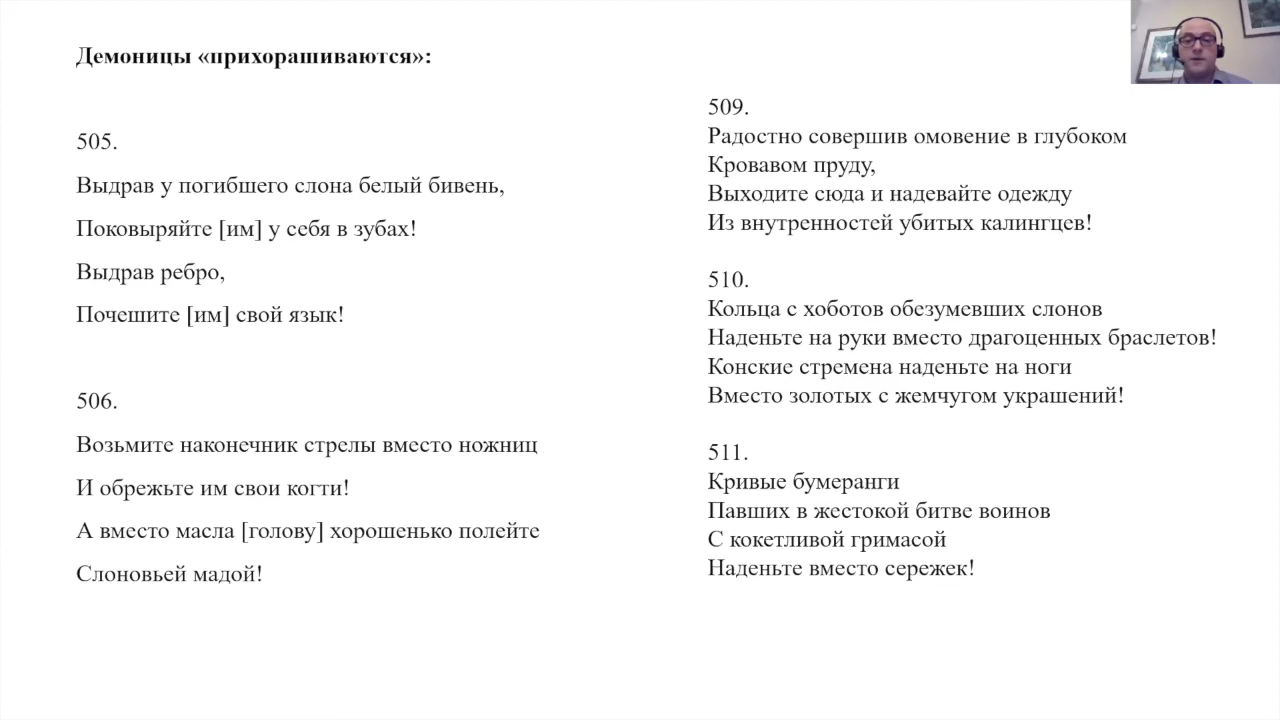 Демоницы «прихорашиваются»:
505.
Выдрав у погибшего слона белый бивень,
Поковыряйте [им] у себя в зубах!
Выдрав ребро,
Почешите [им] свой язык!
506.
Возьмите наконечник стрелы вместо ножниц
И обрежьте им свои когти!
А вместо масла [голову] хорошенько полейте
Слоновьей мадой!
509.
Радостно совершив омовение в глубоком
Кровавом пруду,
Выходите сюда и надевайте одежду
Из внутренностей убитых калингцев!
510.
Кольца с хоботов обезумевших слонов
Наденьте на руки вместо драгоценных браслетов!
Конские стремена наденьте на ноги
Вместо золотых с жемчугом украшений!
511.
Кривые бумеранги
Павших в жестокой битве воинов
С кокетливой гримасой
Наденьте вместо сережек!